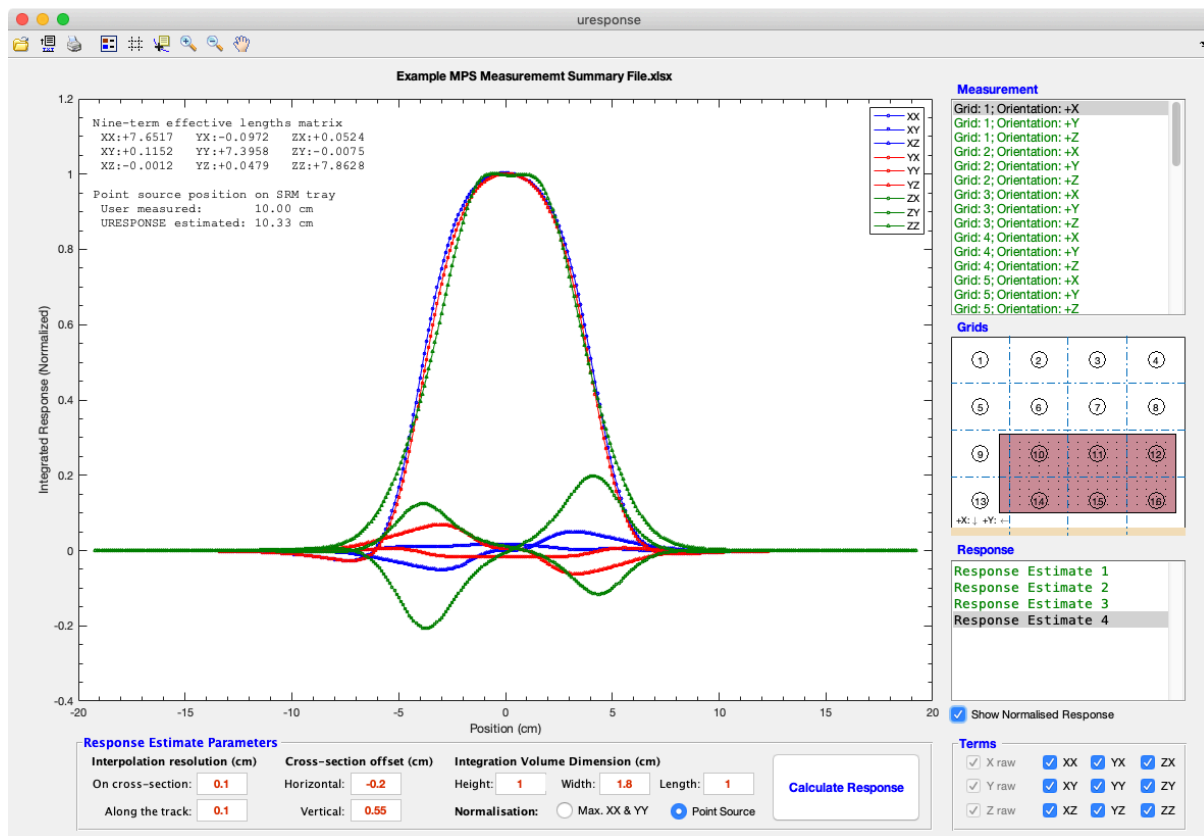 uresponse
Example MPS Measurememt Summary File.xlsx
Nine-term effective lengths matrix
XX:+7.6517 YX:-0.0972 ZX:+0.0524
XY:+0.1152 YY:+7.3958 ZY:-0.0075
XZ:-0.0012 YZ:+0.0479 ZZ:+7.8628
Point source position on SRM tray
User measured: 10.00 cm
URESPONSE estimated: 10.33 cm
XX
XY
XZ
YX
YY
YZ
ZX
ZY
ZZ
Integrated Response (Normalized)
1.2
1
0.8
0.6
0.4
0.2
0
-0.2
-0.4
-20 -15 -10 -5 0 5 10 15 20
Position (cm)
Measurement
Grid: 1; Orientation: +X
Grid: 1; Orientation: +Y
Grid: 1; Orientation: +Z
Grid: 2; Orientation: +X
Grid: 2; Orientation: +Y
Grid: 2; Orientation: +Z
Grid: 3; Orientation: +X
Grid: 3; Orientation: +Y
Grid: 3; Orientation: +Z
Grid: 4; Orientation: +X
Grid: 4; Orientation: +Y
Grid: 4; Orientation: +Z
Grid: 5; Orientation: +X
Grid: 5; Orientation: +Y
Grid: 5; Orientation: +Z
Grids
1 2 3 4
5 6 7 8
9 10 11 12
13 14 15 16
+X:↓ +Y:←
Response
Response Estimate 1
Response Estimate 2
Response Estimate 3
Response Estimate 4
Show Normalised Response
Response Estimate Parameters
Interpolation resolution (cm)
On cross-section: 0.1
Along the track: 0.1
Cross-section offset (cm)
Horizontal: -0.2
Vertical: 0.55
Integration Volume Dimension (cm)
Height: 1 Width: 1.8 Length: 1
Normalisation: Max. XX & YY Point Source
Calculate Response
Terms
X raw XX YX ZX
Y raw XY YY ZY
Z raw XZ YZ ZZ